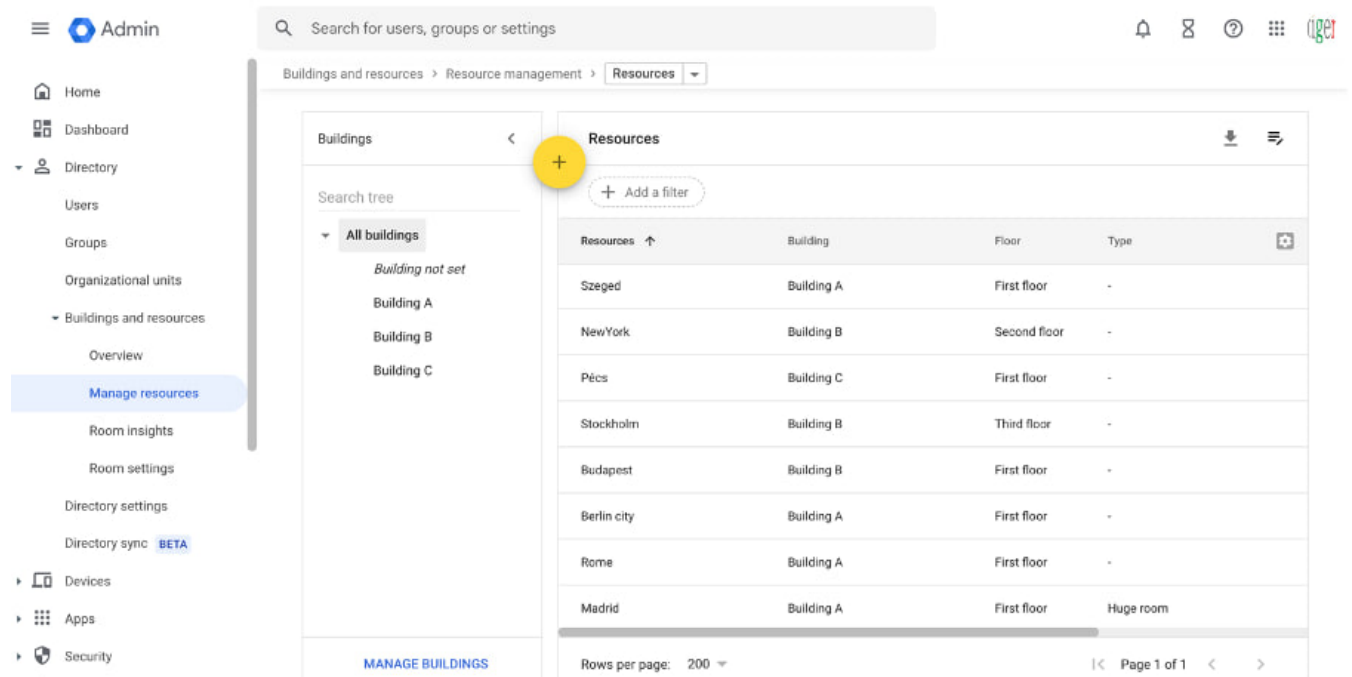 Admin
Search for users, groups or settings
Buildings and resources > Resource management > Resources
Home
Dashboard
Directory
Users
Groups
Organizational units
Buildings and resources
Overview
Manage resources
Room insights
Room settings
Directory settings
Directory sync BETA
Devices
Apps
Security
Buildings
Search tree
All buildings
Building not set
Building A
Building B
Building C
MANAGE BUILDINGS
Resources
+ Add a filter
Resources Building Floor Type
Szeged Building A First floor -
NewYork Building B Second floor -
Pécs Building C First floor -
Stockholm Building B Third floor -
Budapest Building B First floor -
Berlin city Building A First floor -
Rome Building A First floor -
Madrid Building A First floor Huge room
Rows per page: 200 Page 1 of 1